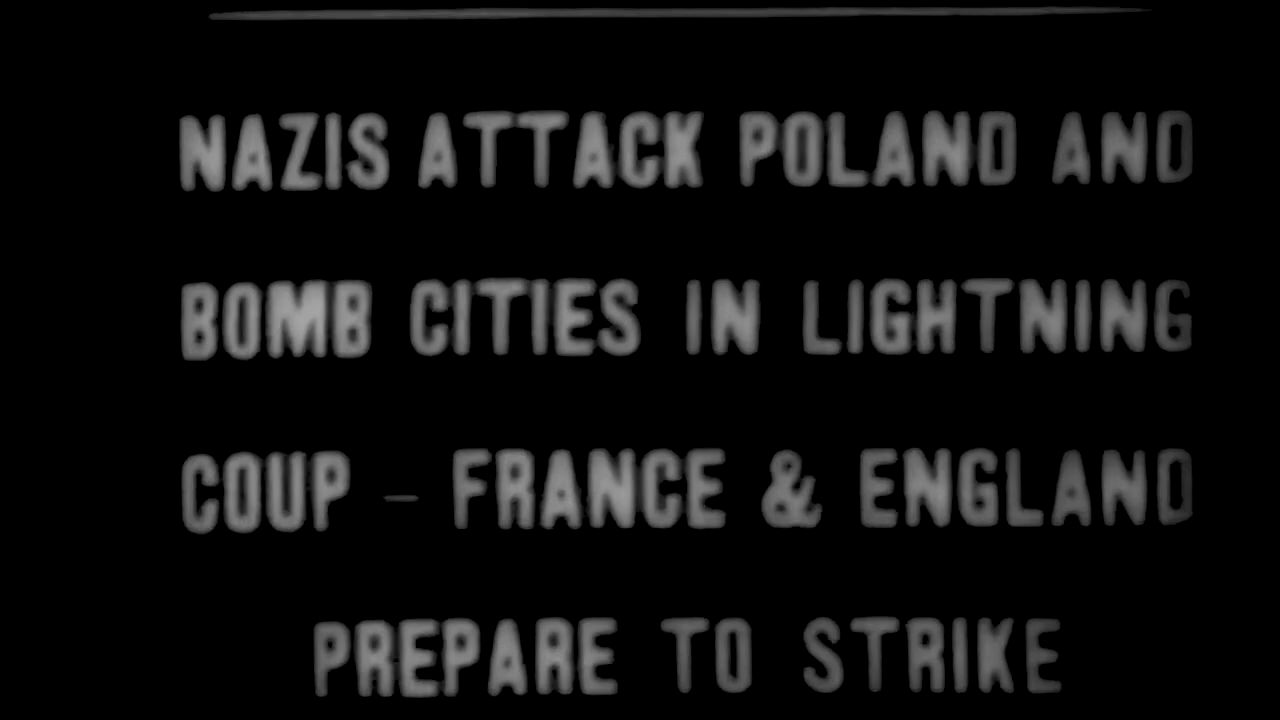 NAZIS ATTACK POLAND AND
BOMB CITIES IN LIGHTNING
COUP – FRANCE & ENGLAND
PREPARE TO STRIKE